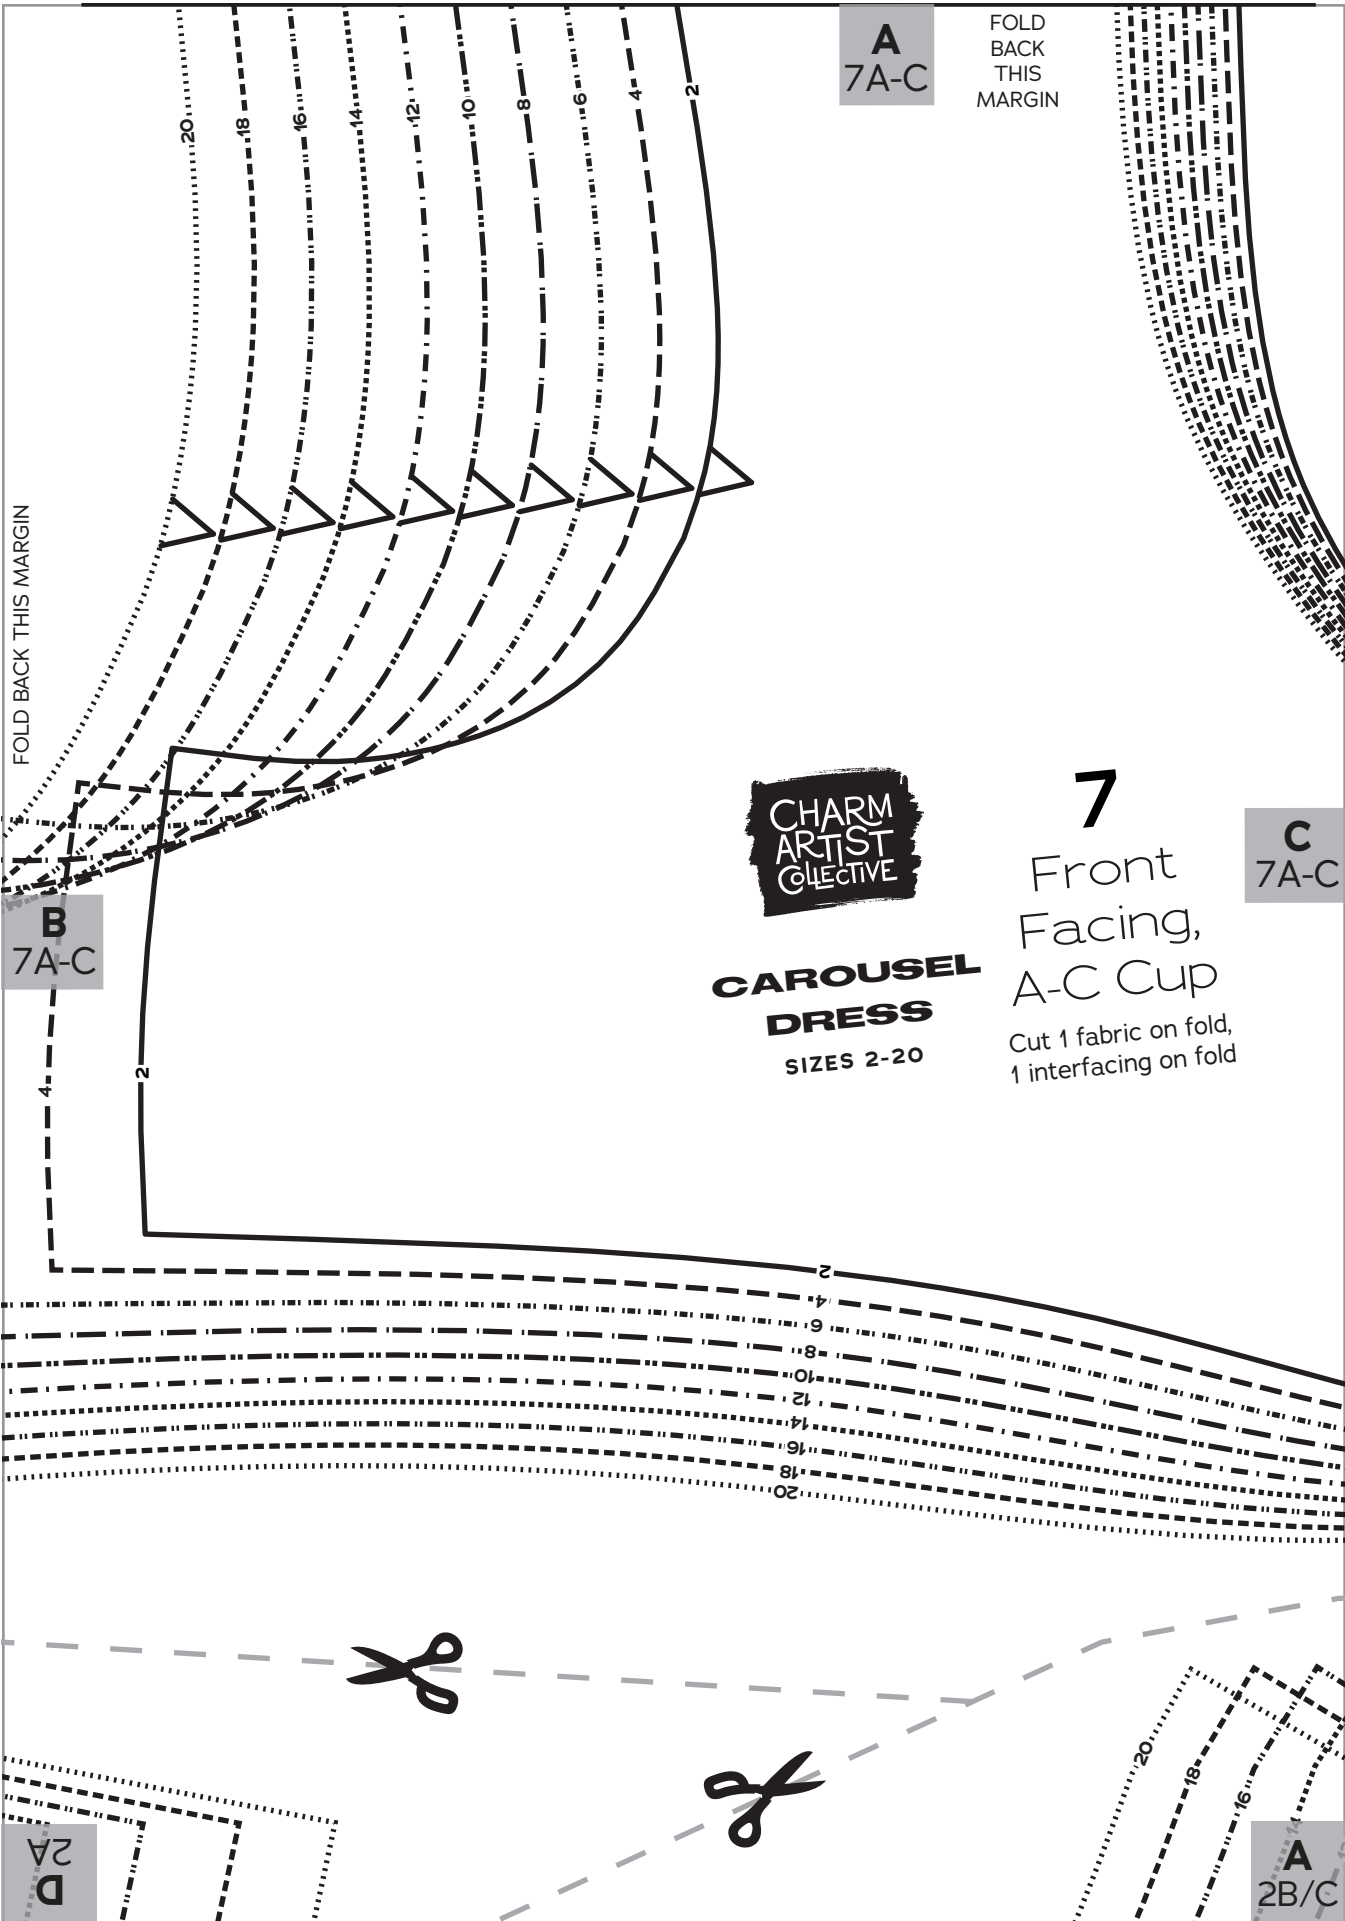 A
7A-C
FOLD
BACK
THIS
MARGIN
20
18
16
14
12
10
8
6
4
2
FOLD BACK THIS MARGIN
CHARM
ARTIST
COLLECTIVE
7
Front
Facing,
A-C Cup
Cut 1 fabric on fold,
1 interfacing on fold
CAROUSEL
DRESS
SIZES 2-20
C
7A-C
B
7A-C
4
2
2
4
6
8
10
12
14
16
18
20
20
18
16
14
12
D
2A
A
2B/C